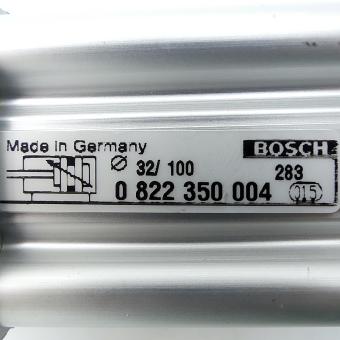 Made in Germany
BOSCH
Ø 32/ 100
283
0 822 350 004
015